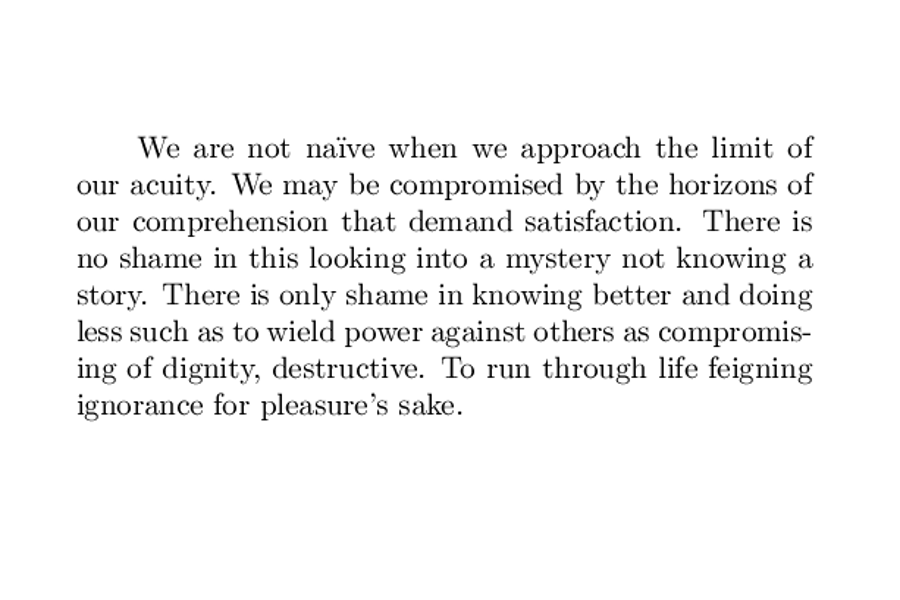 We are not naïve when we approach the limit of
our acuity. We may be compromised by the horizons of
our comprehension that demand satisfaction. There is
no shame in this looking into a mystery not knowing a
story. There is only shame in knowing better and doing
less such as to wield power against others as compromis-
ing of dignity, destructive. To run through life feigning
ignorance for pleasure's sake.